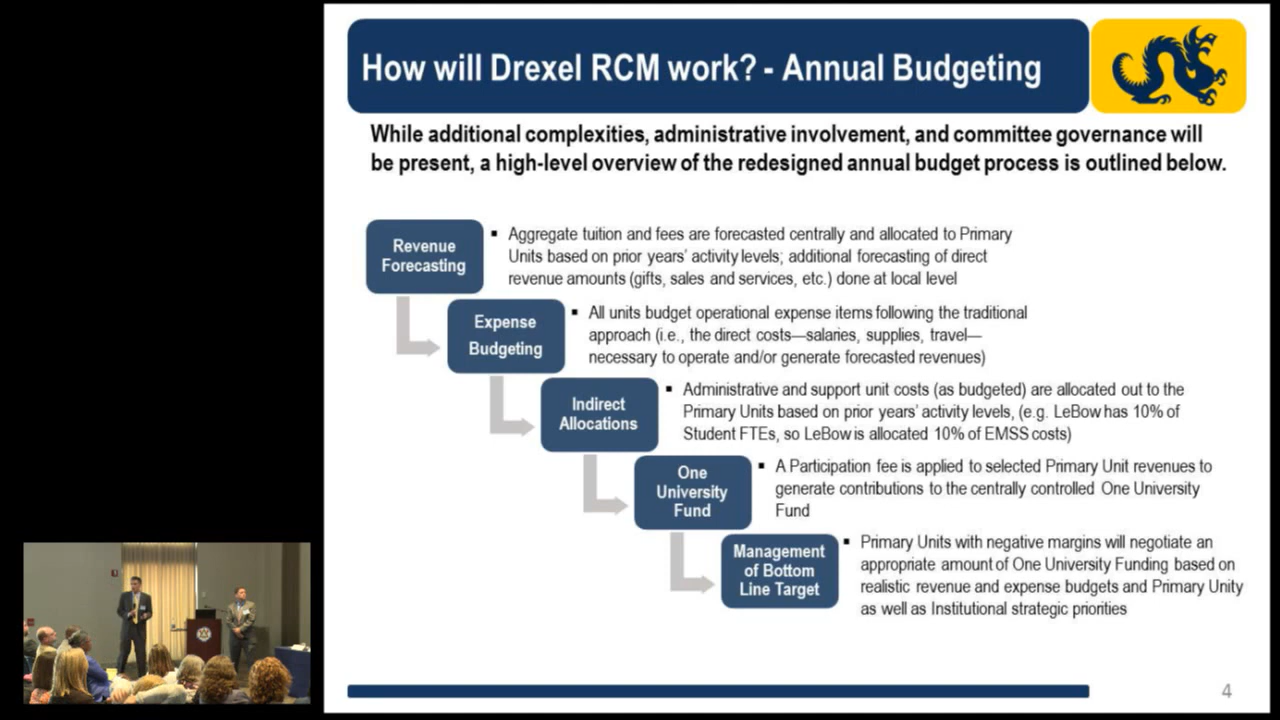 How will Drexel RCM work? - Annual Budgeting
While additional complexities, administrative involvement, and committee governance will
be present, a high-level overview of the redesigned annual budget process is outlined below.
Revenue
Forecasting
▪ Aggregate tuition and fees are forecasted centrally and allocated to Primary
Units based on prior years' activity levels; additional forecasting of direct
revenue amounts (gifts, sales and services, etc.) done at local level
Expense
Budgeting
▪ All units budget operational expense items following the traditional
approach (i.e., the direct costs—salaries, supplies, travel—
necessary to operate and/or generate forecasted revenues)
Indirect
Allocations
▪ Administrative and support unit costs (as budgeted) are allocated out to the
Primary Units based on prior years' activity levels, (e.g. LeBow has 10% of
Student FTEs, so LeBow is allocated 10% of EMSS costs)
One
University
Fund
▪ A Participation fee is applied to selected Primary Unit revenues to
generate contributions to the centrally controlled One University
Fund
Management
of Bottom
Line Target
▪ Primary Units with negative margins will negotiate an
appropriate amount of One University Funding based on
realistic revenue and expense budgets and Primary Unity
as well as Institutional strategic priorities
4